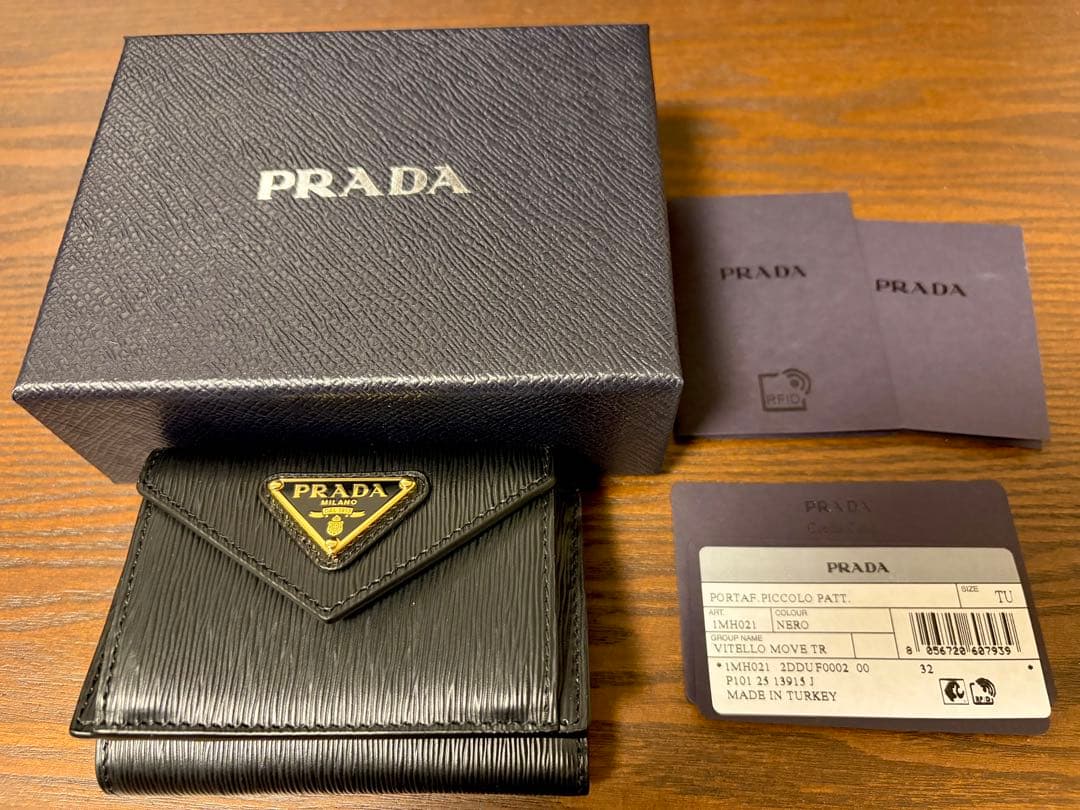 PRADA
PRADA
RFID
PRADA
PRADA
MILANO
PRADA
PRADA
PORTAF.PICCOLO PATT.
SIZE
TU
ART.
1MH021
COLOUR
NERO
GROUP NAME
VITELLO MOVE TR
8 056720 607939
*1MH021 2DDU F0002 00 32
P101 25 13915 J
MADE IN TURKEY